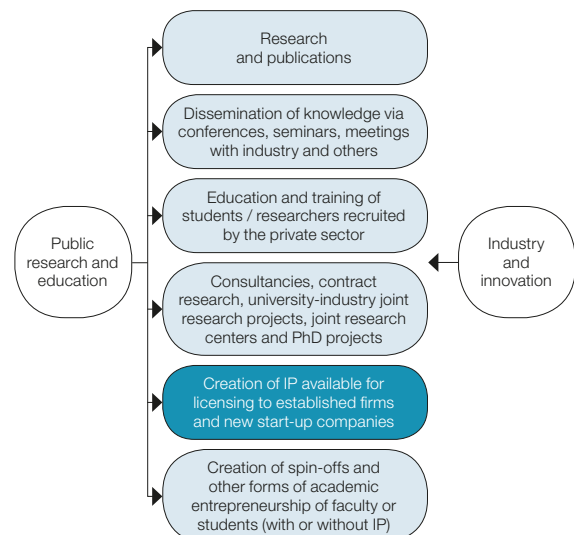 Research
and publications
Dissemination of knowledge via
conferences, seminars, meetings
with industry and others
Education and training of
students / researchers recruited
by the private sector
Public
research and
education
Industry
and
innovation
Consultancies, contract
research, university-industry joint
research projects, joint research
centers and PhD projects
Creation of IP available for
licensing to established firms
and new start-up companies
Creation of spin-offs and
other forms of academic
entrepreneurship of faculty or
students (with or without IP)